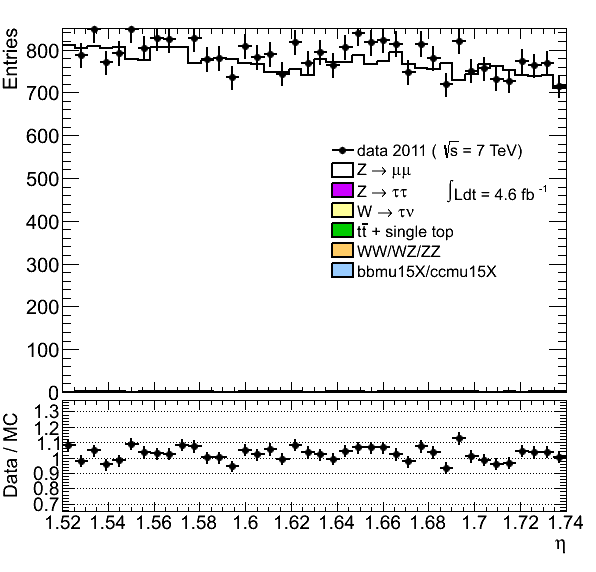 Entries
800
700
600
500
400
300
200
100
0
data 2011 ( √s = 7 TeV)
Z → μμ
Z → ττ
∫Ldt = 4.6 fb⁻¹
W → τν
tt̄ + single top
WW/WZ/ZZ
bbmu15X/ccmu15X
Data / MC
1.3
1.2
1.1
1
0.9
0.8
0.7
1.52 1.54 1.56 1.58 1.6 1.62 1.64 1.66 1.68 1.7 1.72 1.74
η